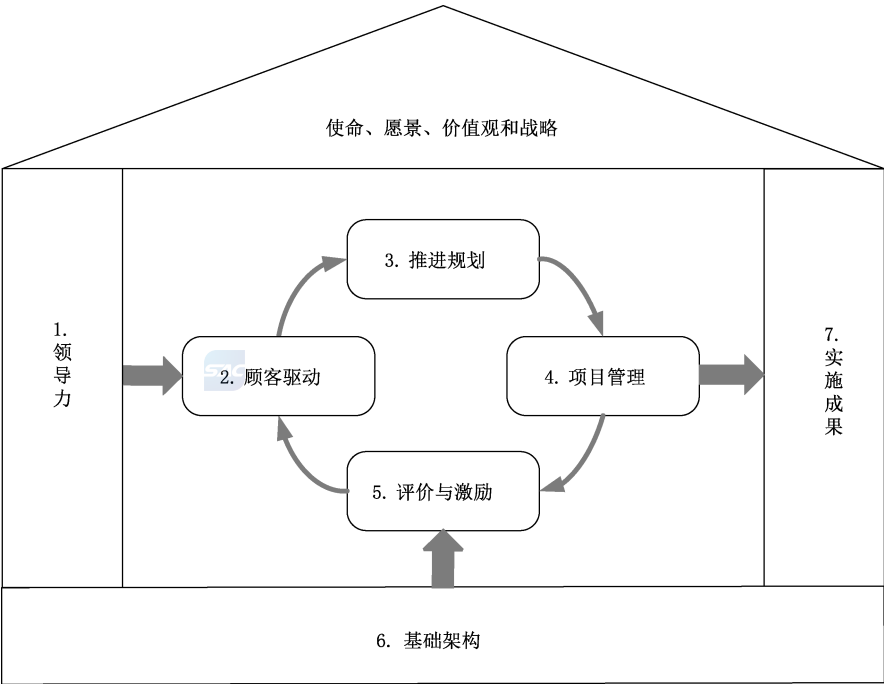 使命、愿景、价值观和战略
3. 推进规划
1.
领
导
力
2. 顾客驱动
4. 项目管理
7.
实
施
成
果
5. 评价与激励
6. 基础架构
SAC